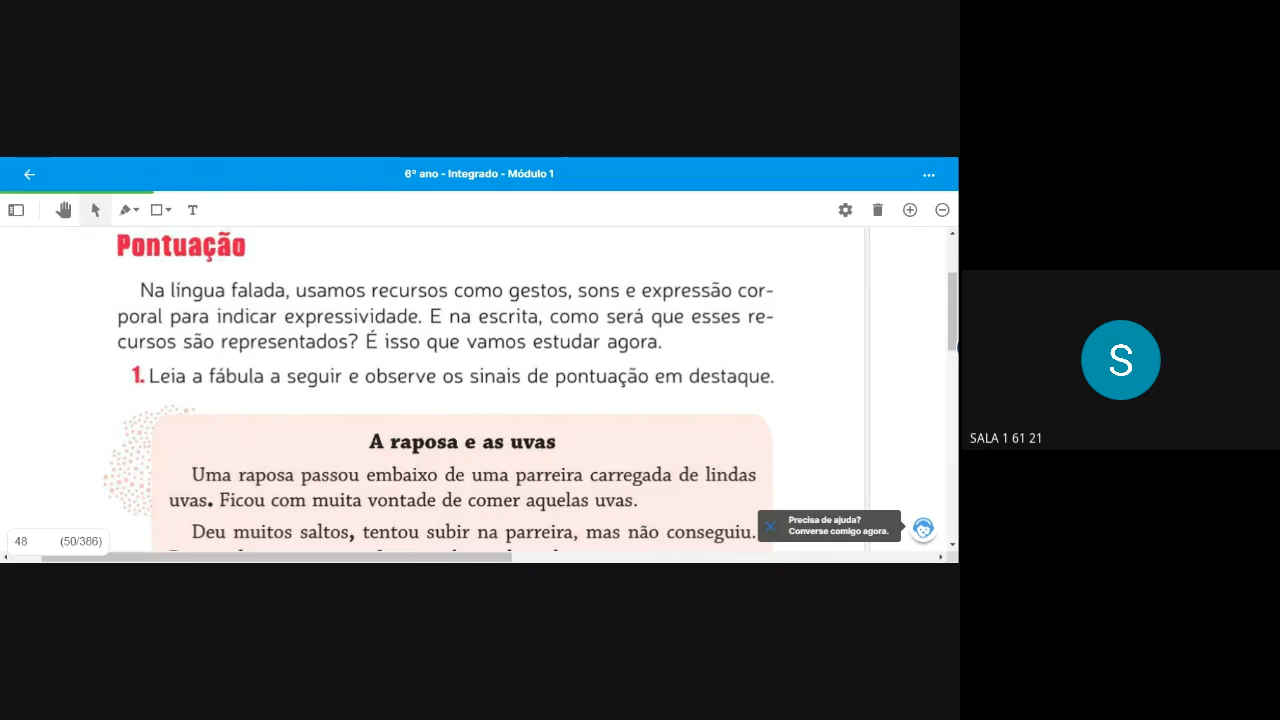 6º ano - Integrado - Módulo 1
T
Pontuação
Na língua falada, usamos recursos como gestos, sons e expressão cor-
poral para indicar expressividade. E na escrita, como será que esses re-
cursos são representados? É isso que vamos estudar agora.
1. Leia a fábula a seguir e observe os sinais de pontuação em destaque.
A raposa e as uvas
Uma raposa passou embaixo de uma parreira carregada de lindas
uvas. Ficou com muita vontade de comer aquelas uvas.
Deu muitos saltos, tentou subir na parreira, mas não conseguiu.
Precisa de ajuda?
Converse comigo agora.
48 (50/386)
S
SALA 1 61 21